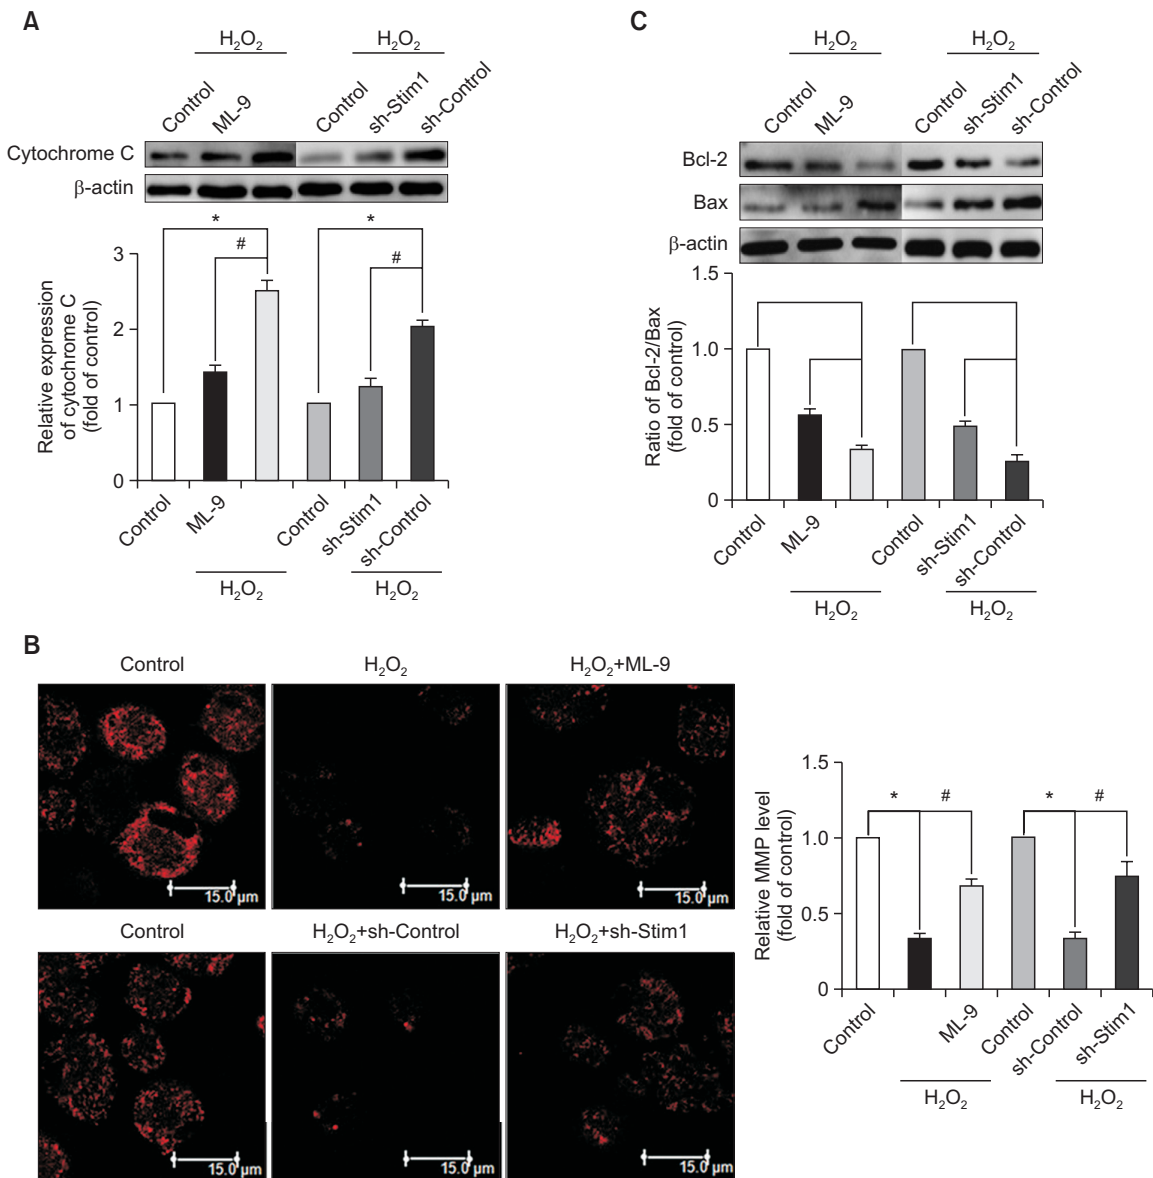 A
H₂O₂ H₂O₂
Control ML-9 Control sh-Stim1 sh-Control
Cytochrome C
β-actin
* *
# #
Relative expression
of cytochrome C
(fold of control)
3
2
1
0
Control ML-9 Control sh-Stim1 sh-Control
H₂O₂ H₂O₂
C
H₂O₂ H₂O₂
Control ML-9 Control sh-Stim1 sh-Control
Bcl-2
Bax
β-actin
Ratio of Bcl-2/Bax
(fold of control)
1.5
1.0
0.5
0
Control ML-9 Control sh-Stim1 sh-Control
H₂O₂ H₂O₂
B
Control H₂O₂ H₂O₂+ML-9
15.0 µm 15.0 µm 15.0 µm
Control H₂O₂+sh-Control H₂O₂+sh-Stim1
15.0 µm 15.0 µm 15.0 µm
Relative MMP level
(fold of control)
1.5
1.0
0.5
0
* # * #
Control ML-9 Control sh-Control sh-Stim1
H₂O₂ H₂O₂